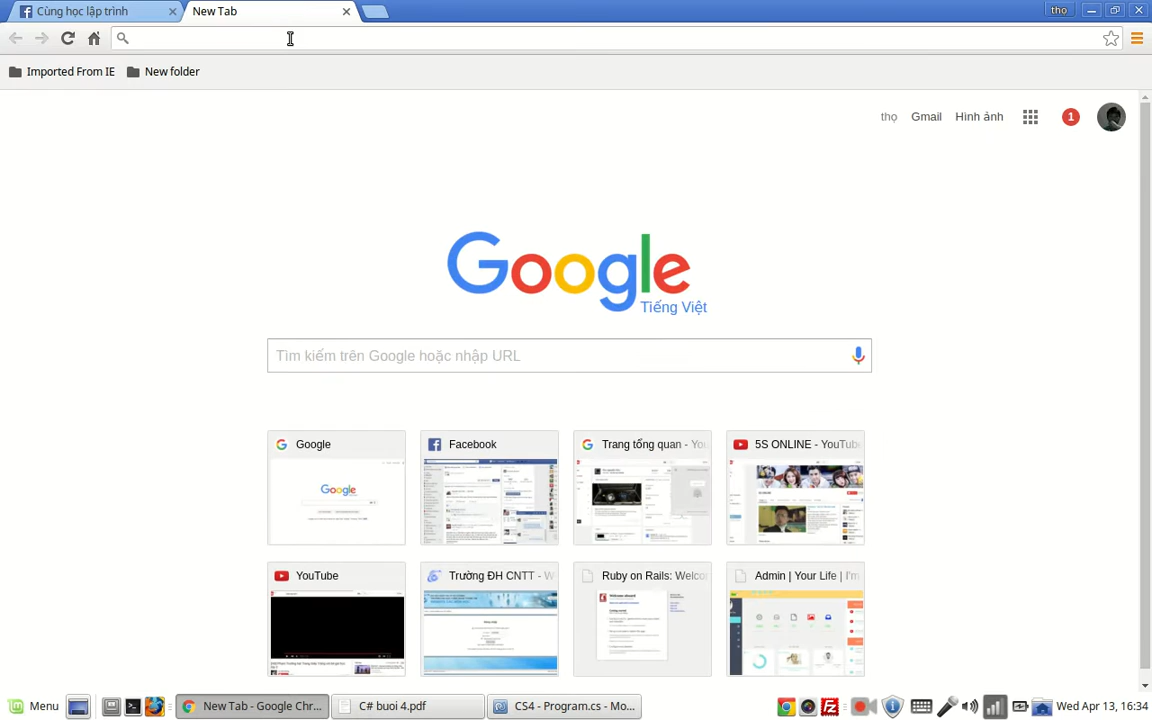 Cùng học lập trình
New Tab
thọ
Imported From IE
New folder
thọ
Gmail
Hình ảnh
1
Google
Tiếng Việt
Tìm kiếm trên Google hoặc nhập URL
Google
Facebook
Trang tổng quan - You
5S ONLINE - YouTube
YouTube
Trường ĐH CNTT - W
Ruby on Rails: Welco
Admin | Your Life | I'm
Menu
New Tab - Google Chr...
C# buoi 4.pdf
CS4 - Program.cs - Mo...
Wed Apr 13, 16:34